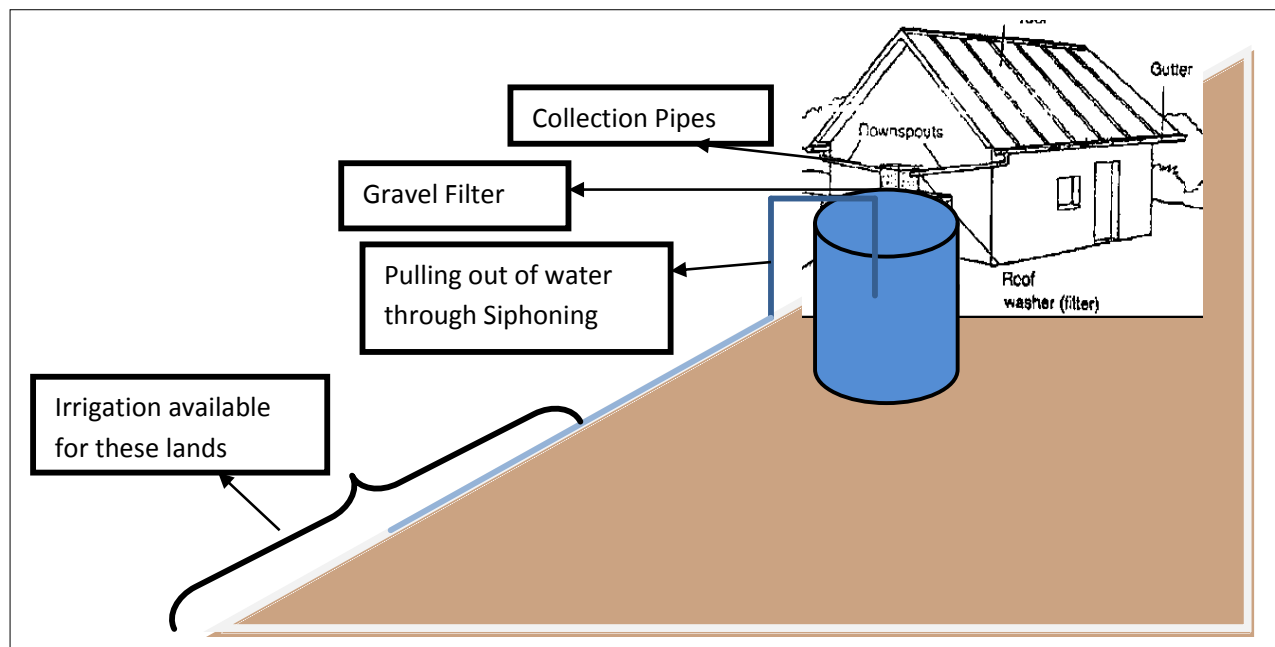 Gutter
Collection Pipes
Downspouts
Gravel Filter
Pulling out of water
through Siphoning
Roof
washer (filter)
Irrigation available
for these lands